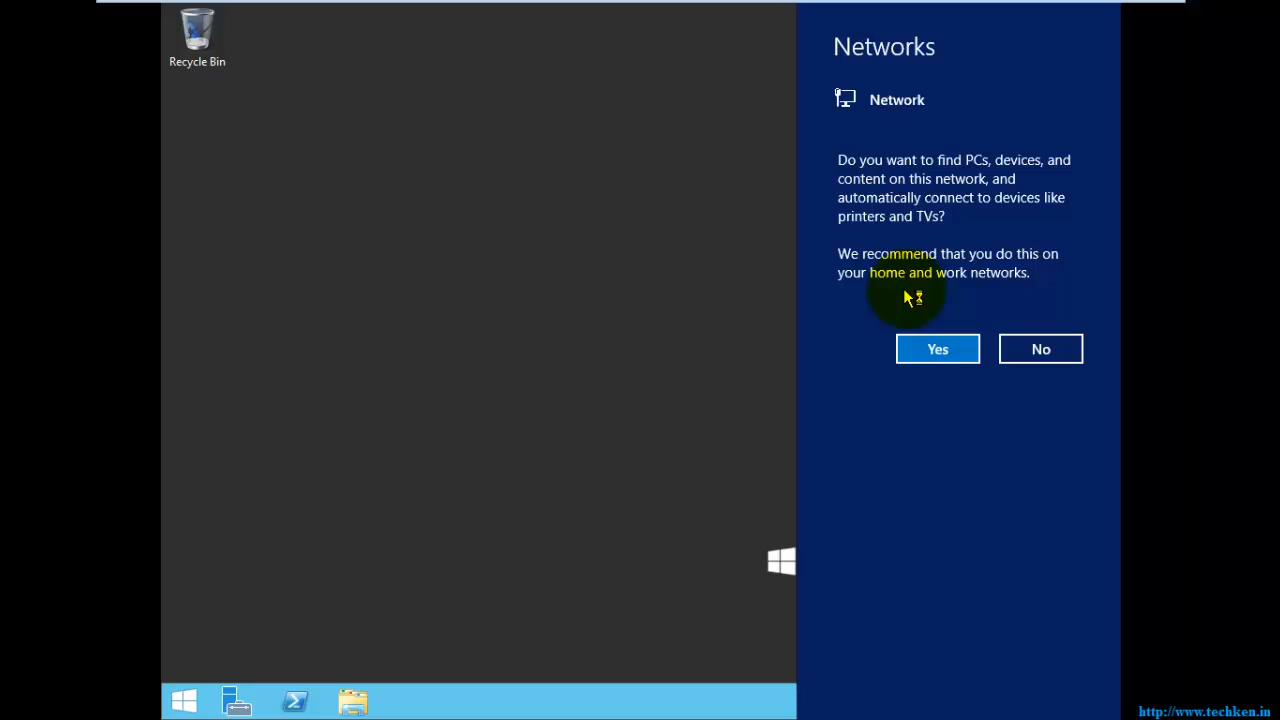 Recycle Bin
Networks
Network
Do you want to find PCs, devices, and
content on this network, and
automatically connect to devices like
printers and TVs?
We recommend that you do this on
your home and work networks.
Yes
No
http://www.techken.in